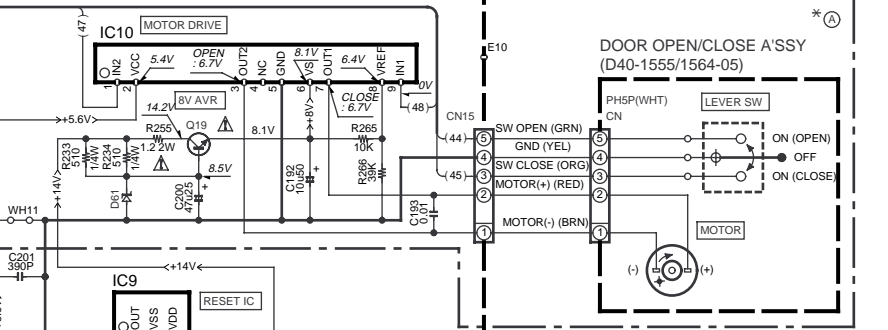 * A
47
IC10 MOTOR DRIVE
E10
DOOR OPEN/CLOSE A'SSY
(D40-1555/1564-05)
IN2 VCC OUT2 NC GND VS OUT1 VREF IN1
1 2 3 4 5 6 7 8 9
5.4V
OPEN
: 6.7V
8.1V
6.4V
0V
CLOSE
: 6.7V
48
14.2V
8V AVR
+5.6V
+8V
PH5P(WHT)
CN
LEVER SW
CN15
R233
510
1/4W
R234
510
1/4W
R255
1.2.2W
Q19
8.1V
R265
10K
R266
39K
44
45
5 SW OPEN (GRN) 5
4 GND (YEL) 4
3 SW CLOSE (ORG) 3
2 MOTOR(+) (RED) 2
1 MOTOR(-) (BRN) 1
ON (OPEN)
OFF
ON (CLOSE)
+14V
8.5V
D61
C200
47u25
+
C192
10u50
+
C193
0.01
WH11
MOTOR
(-) (+)
C201
390P
+14V
IC9
RESET IC
OUT
VSS
VDD